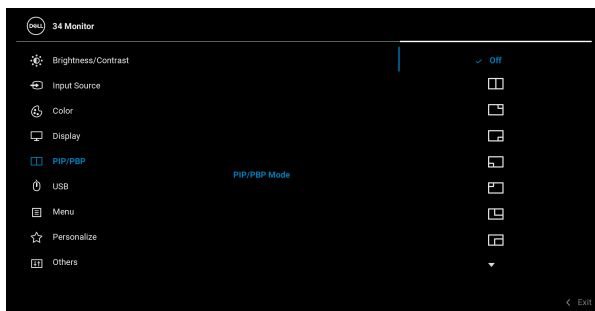 DELL 34 Monitor
Brightness/Contrast
Off
Input Source
Color
Display
PIP/PBP
PIP/PBP Mode
USB
Menu
Personalize
Others
Exit